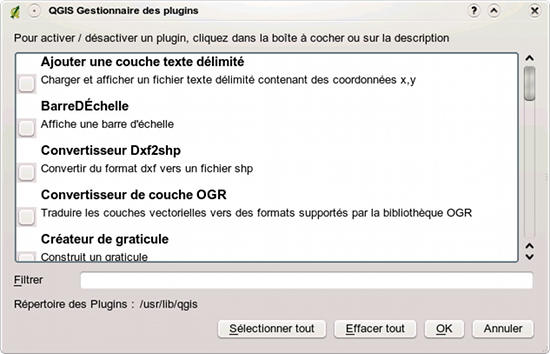 QGIS Gestionnaire des plugins
Pour activer / désactiver un plugin, cliquez dans la boîte à cocher ou sur la description
Ajouter une couche texte délimité
Charger et afficher un fichier texte délimité contenant des coordonnées x,y
BarreDÉchelle
Affiche une barre d'échelle
Convertisseur Dxf2shp
Convertir du format dxf vers un fichier shp
Convertisseur de couche OGR
Traduire les couches vectorielles vers des formats supportés par la bibliothèque OGR
Créateur de graticule
Construit un graticule
Filtrer
Répertoire des Plugins : /usr/lib/qgis
Sélectionner tout Effacer tout OK Annuler